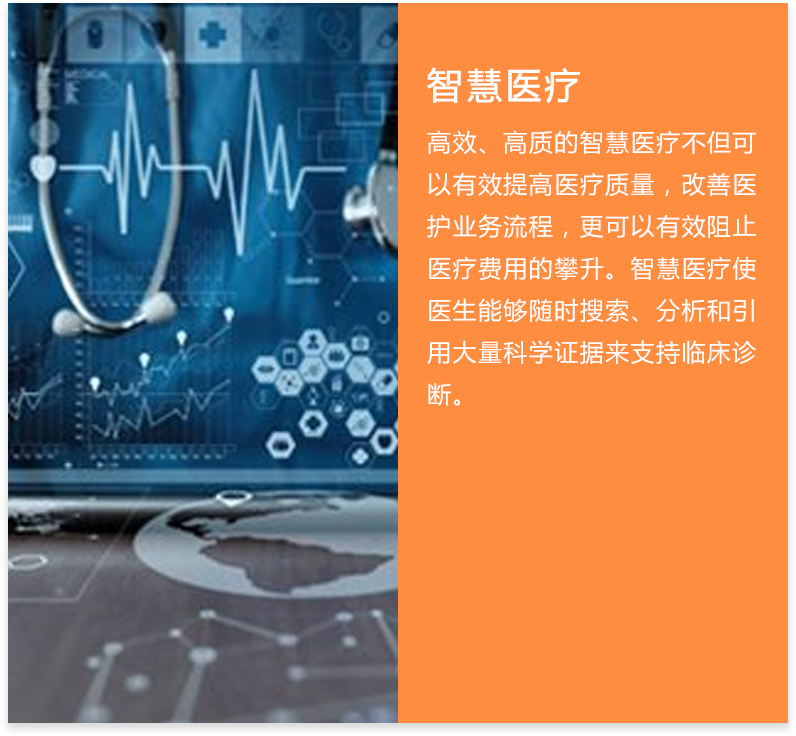 MEDICAL
智慧医疗
高效、高质的智慧医疗不但可
以有效提高医疗质量，改善医
护业务流程，更可以有效阻止
医疗费用的攀升。智慧医疗使
医生能够随时搜索、分析和引
用大量科学证据来支持临床诊
断。